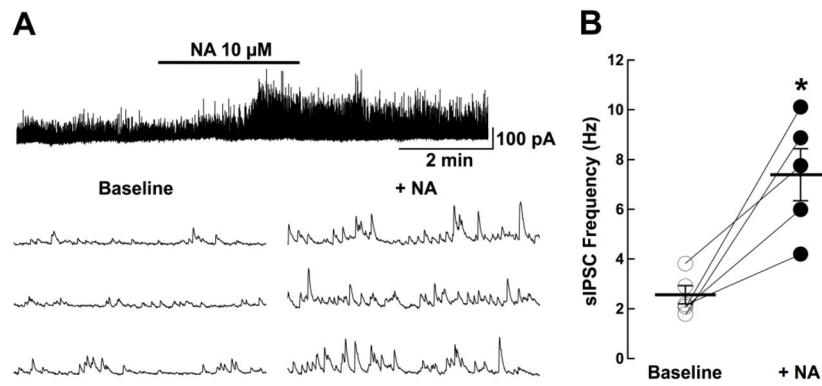 A
NA 10 µM
100 pA
2 min
Baseline
+ NA
B
sIPSC Frequency (Hz)
12
10
8
6
4
2
0
*
Baseline
+ NA